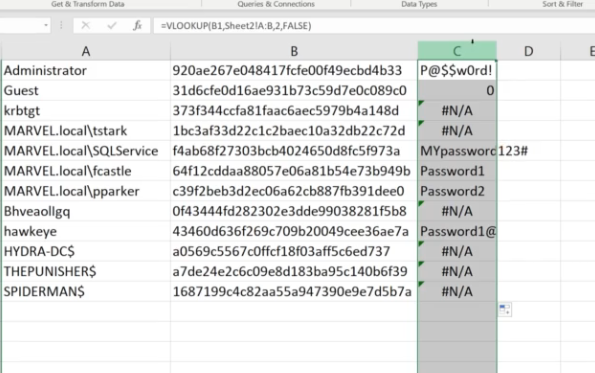 Get & Transform Data Queries & Connections Data Types Sort & Filter
fx =VLOOKUP(B1,Sheet2!A:B,2,FALSE)
A B C D E
Administrator 920ae267e048417fcfe00f49ecbd4b33 P@$$w0rd!
Guest 31d6cfe0d16ae931b73c59d7e0c089c0 0
krbtgt 373f344ccfa81faac6aec5979b4a148d #N/A
MARVEL.local\tstark 1bc3af33d22c1c2baec10a32db22c72d #N/A
MARVEL.local\SQLService f4ab68f27303bcb4024650d8fc5f973a MYpassword123#
MARVEL.local\fcastle 64f12cddaa88057e06a81b54e73b949b Password1
MARVEL.local\pparker c39f2beb3d2ec06a62cb887fb391dee0 Password2
Bhveaollgq 0f43444fd282302e3dde99038281f5b8 #N/A
hawkeye 43460d636f269c709b20049cee36ae7a Password1@
HYDRA-DC$ a0569c5567c0ffcf18f03aff5c6ed737 #N/A
THEPUNISHER$ a7de24e2c6c09e8d183ba95c140b6f39 #N/A
SPIDERMAN$ 1687199c4c82aa55a947390e9e7d5b7a #N/A